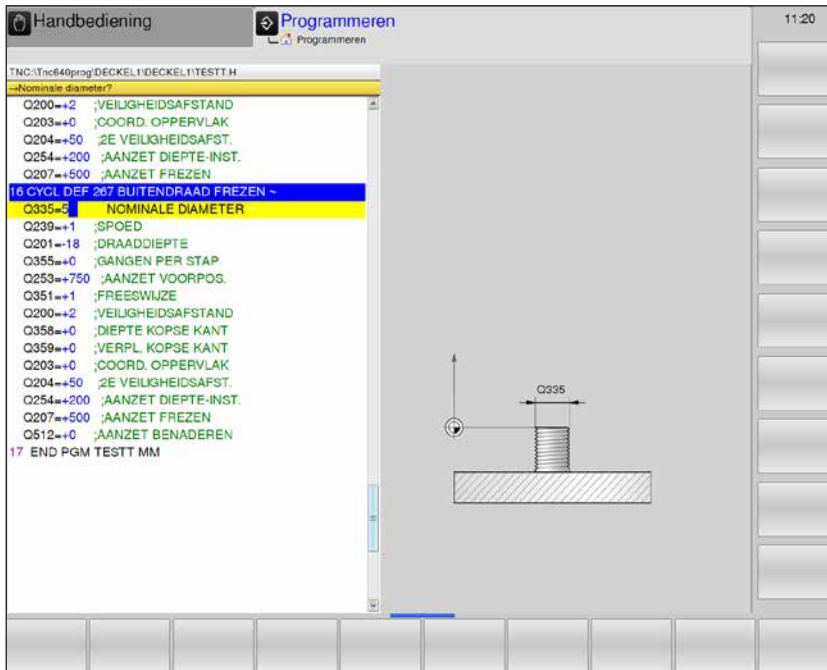 Handbediening
Programmeren
Programmeren
11:20
TNC:\Tnc640prog\DECKEL1\DECKEL1\TESTT.H
→Nominale diameter?
Q200=+2 ;VEILIGHEIDSAFSTAND
Q203=+0 ;COORD. OPPERVLAK
Q204=+50 ;2E VEILIGHEIDSAFST.
Q254=+200 ;AANZET DIEPTE-INST.
Q207=+500 ;AANZET FREZEN
16 CYCL DEF 267 BUITENDRAAD FREZEN ~
Q335=5 NOMINALE DIAMETER
Q239=+1 ;SPOED
Q201=-18 ;DRAADDIEPTE
Q355=+0 ;GANGEN PER STAP
Q253=+750 ;AANZET VOORPOS.
Q351=+1 ;FREESWIJZE
Q200=+2 ;VEILIGHEIDSAFSTAND
Q358=+0 ;DIEPTE KOPSE KANT
Q359=+0 ;VERPL. KOPSE KANT
Q203=+0 ;COORD. OPPERVLAK
Q204=+50 ;2E VEILIGHEIDSAFST.
Q254=+200 ;AANZET DIEPTE-INST.
Q207=+500 ;AANZET FREZEN
Q512=+0 ;AANZET BENADEREN
17 END PGM TESTT MM
Q335